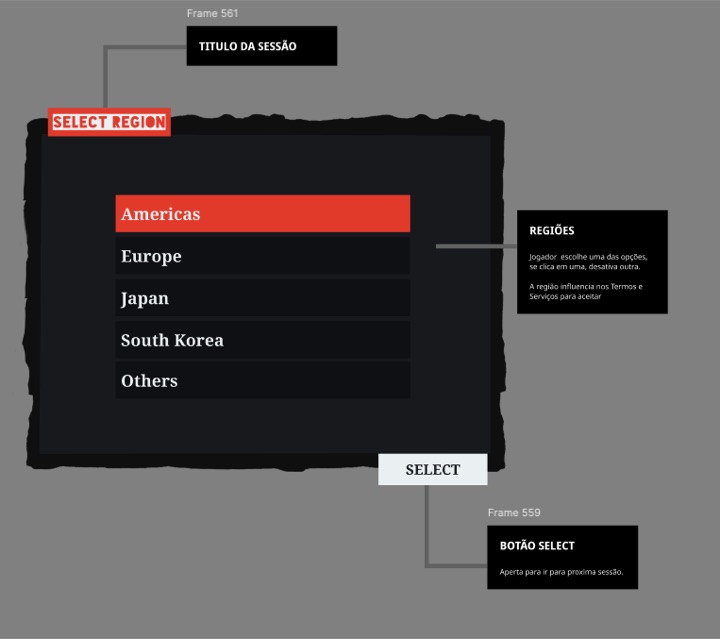 Frame 561
TITULO DA SESSÃO
SELECT REGION
Americas
Europe
Japan
South Korea
Others
REGIÕES
Jogador escolhe uma das opções,
se clica em uma, desativa outra.
A região influencia nos Termos e
Serviços para aceitar
SELECT
Frame 559
BOTÃO SELECT
Aperta para ir para proxima sessão.